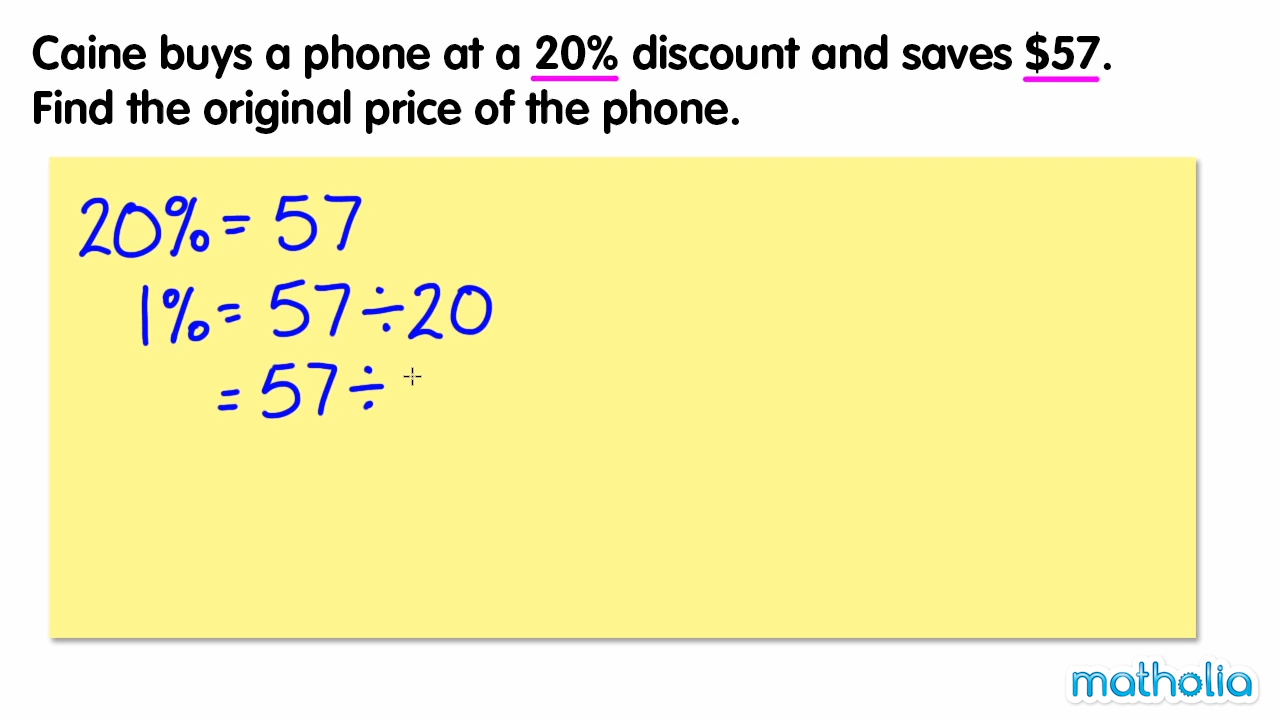 Caine buys a phone at a 20% discount and saves $57.
Find the original price of the phone.
20% = 57
1% = 57 ÷ 20
= 57 ÷
matholia